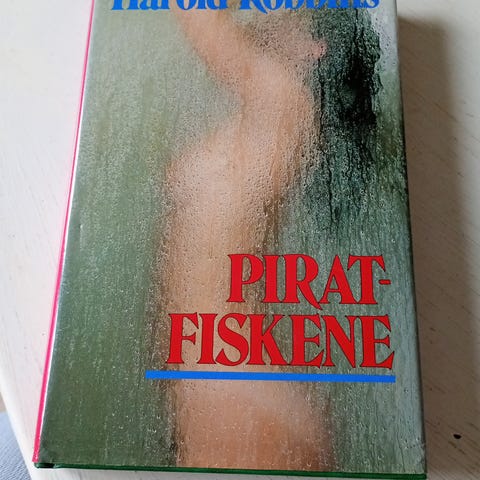 Harold Robbins
PIRAT-
FISKENE